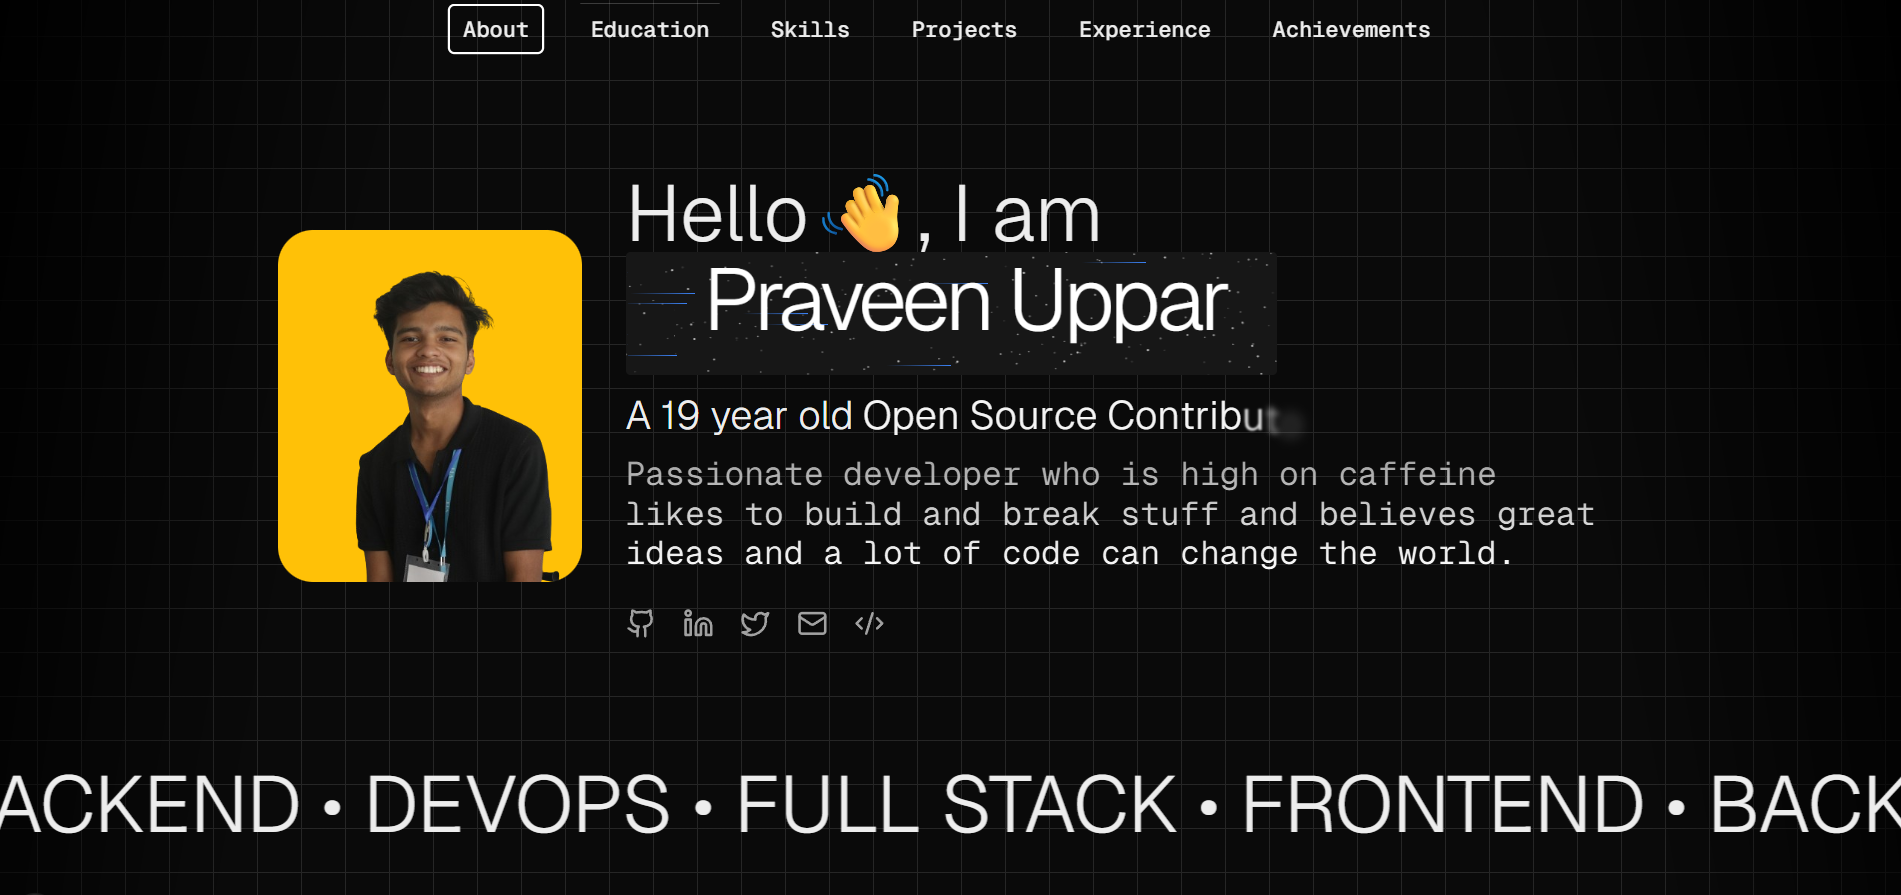 About Education Skills Projects Experience Achievements
Hello 👋, I am
Praveen Uppar
A 19 year old Open Source Contribut
Passionate developer who is high on caffeine
likes to build and break stuff and believes great
ideas and a lot of code can change the world.
ACKEND • DEVOPS • FULL STACK • FRONTEND • BACK